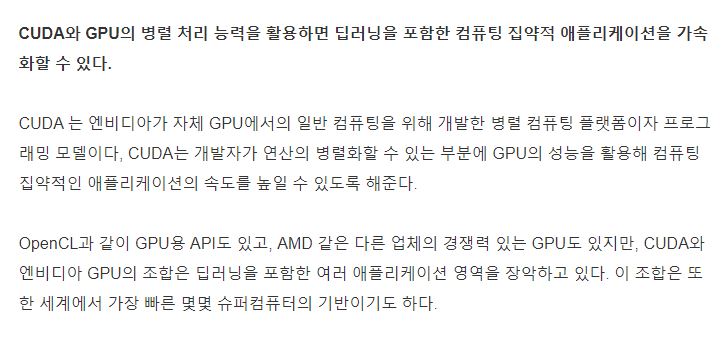 CUDA와 GPU의 병렬 처리 능력을 활용하면 딥러닝을 포함한 컴퓨팅 집약적 애플리케이션을 가속
화할 수 있다.
CUDA 는 엔비디아가 자체 GPU에서의 일반 컴퓨팅을 위해 개발한 병렬 컴퓨팅 플랫폼이자 프로그
래밍 모델이다, CUDA는 개발자가 연산의 병렬화할 수 있는 부분에 GPU의 성능을 활용해 컴퓨팅
집약적인 애플리케이션의 속도를 높일 수 있도록 해준다.
OpenCL과 같이 GPU용 API도 있고, AMD 같은 다른 업체의 경쟁력 있는 GPU도 있지만, CUDA와
엔비디아 GPU의 조합은 딥러닝을 포함한 여러 애플리케이션 영역을 장악하고 있다. 이 조합은 또
한 세계에서 가장 빠른 몇몇 슈퍼컴퓨터의 기반이기도 하다.